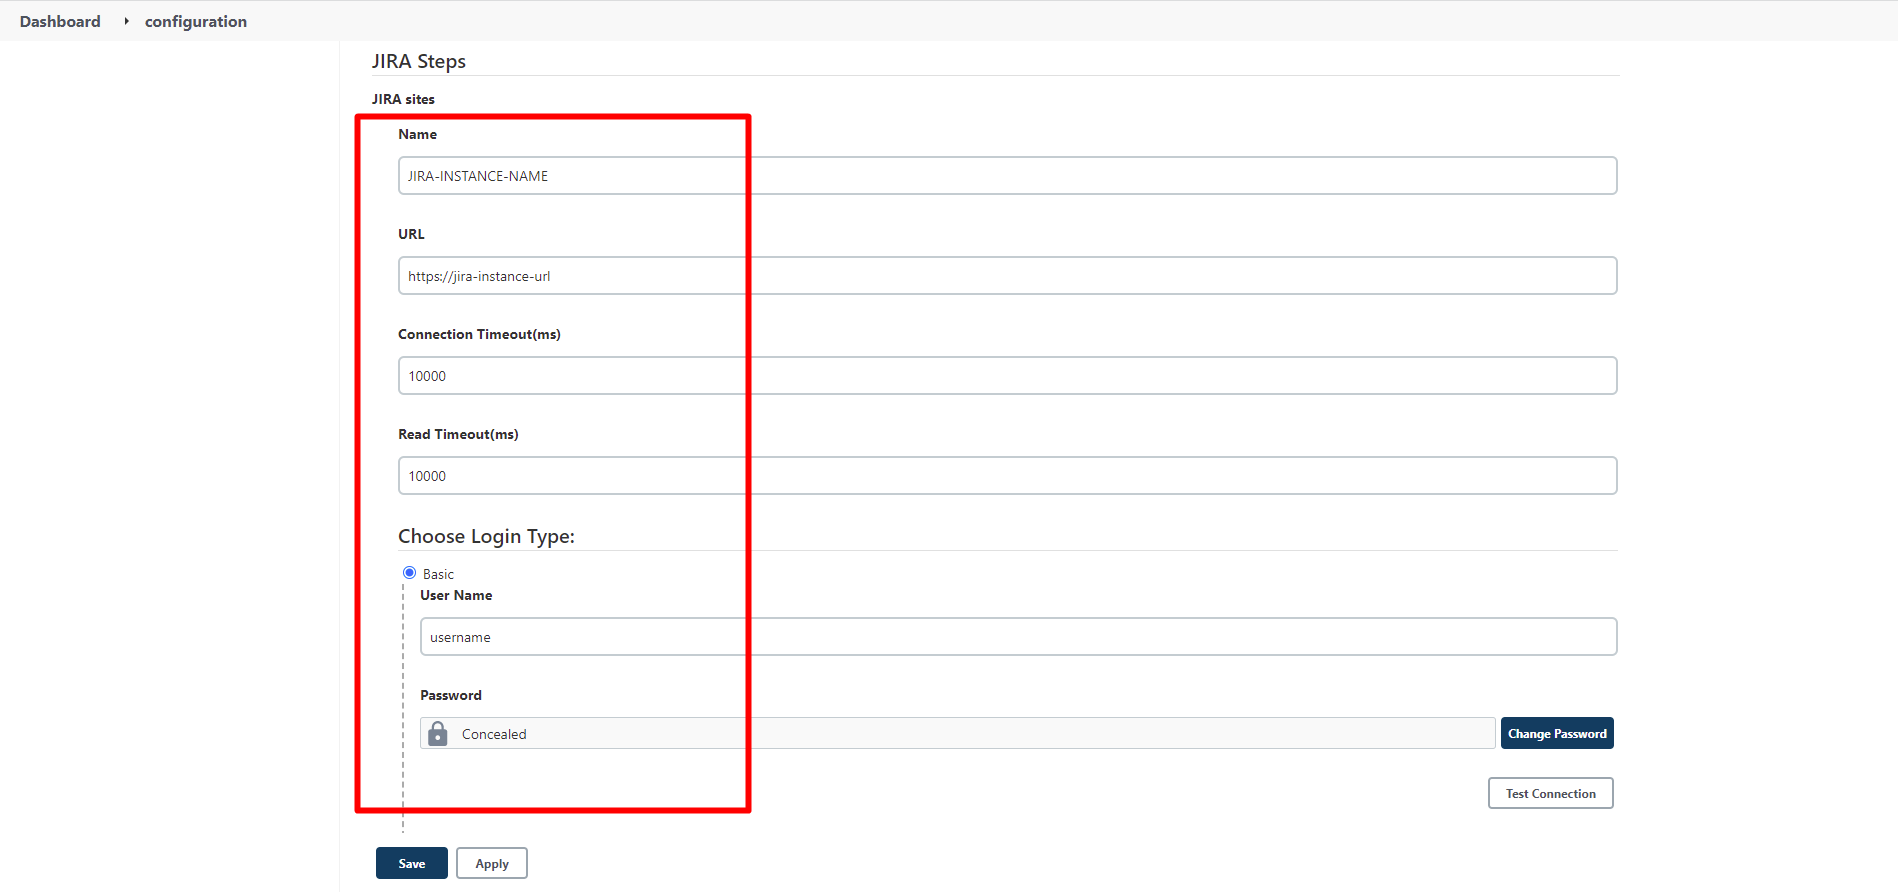 Dashboard configuration
JIRA Steps
JIRA sites
Name
JIRA-INSTANCE-NAME
URL
https://jira-instance-url
Connection Timeout(ms)
10000
Read Timeout(ms)
10000
Choose Login Type:
Basic
User Name
username
Password
Concealed Change Password
Test Connection
Save Apply